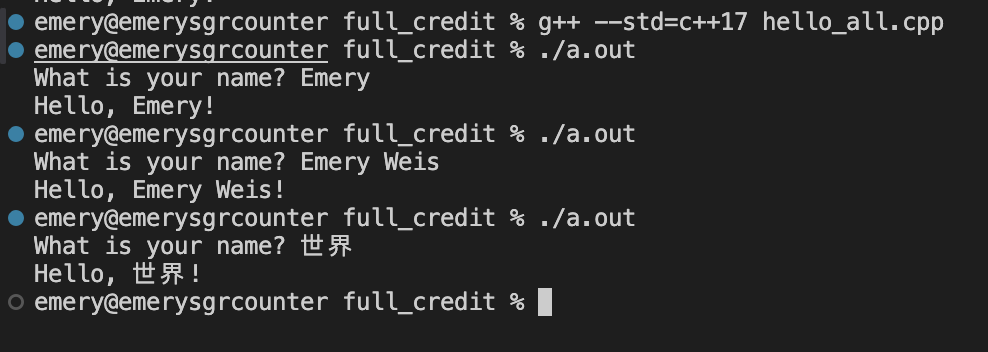 emery@emerysgrcounter full_credit % g++ --std=c++17 hello_all.cpp
emery@emerysgrcounter full_credit % ./a.out
What is your name? Emery
Hello, Emery!
emery@emerysgrcounter full_credit % ./a.out
What is your name? Emery Weis
Hello, Emery Weis!
emery@emerysgrcounter full_credit % ./a.out
What is your name? 世界
Hello, 世界!
emery@emerysgrcounter full_credit %